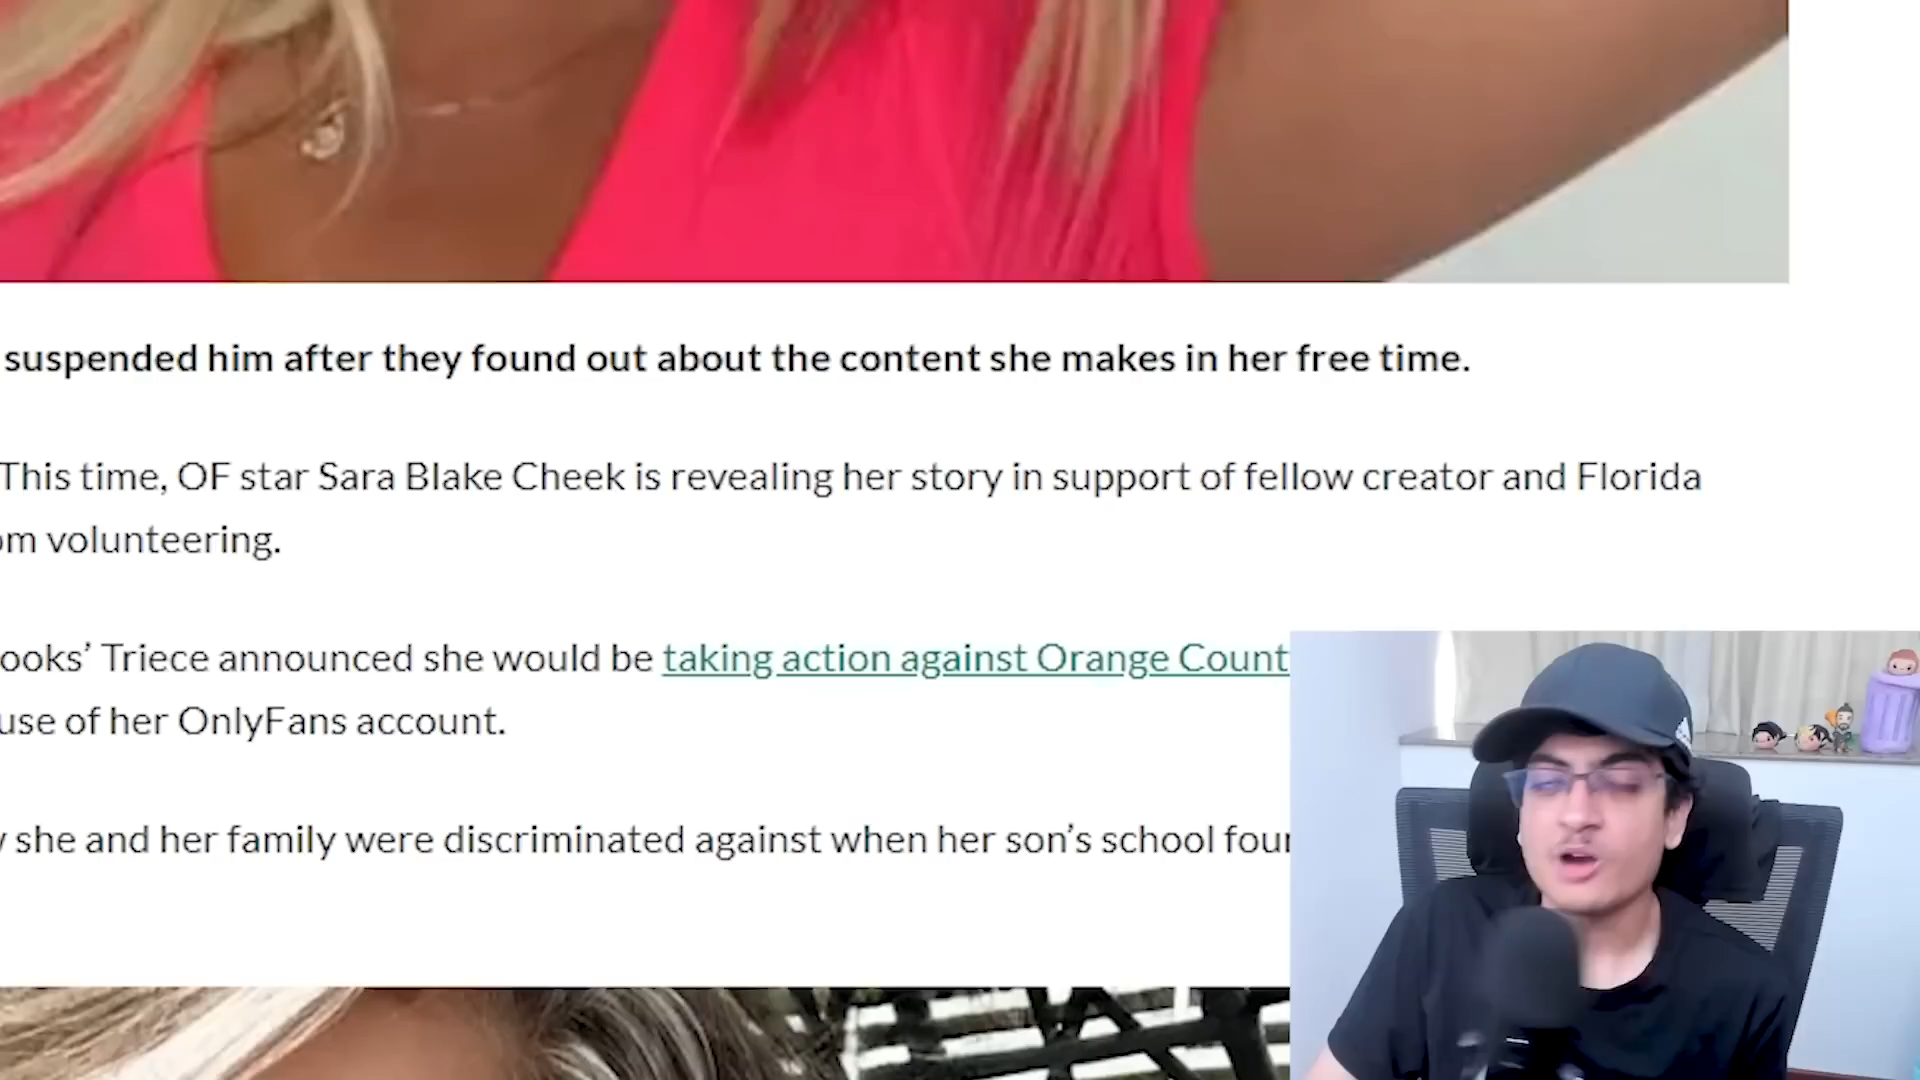 suspended him after they found out about the content she makes in her free time.
This time, OF star Sara Blake Cheek is revealing her story in support of fellow creator and Florida
om volunteering.
ooks’ Triece announced she would be taking action against Orange Count
use of her OnlyFans account.
she and her family were discriminated against when her son’s school four